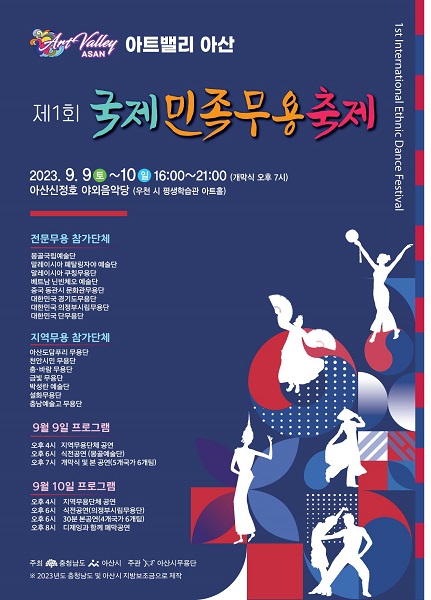 Art Valley
ASAN
아트밸리 아산
1st International Ethnic Dance Festival
제1회 국제민족무용축제
2023. 9. 9 토 ~10 일 16:00~21:00 (개막식 오후 7시)
아산신정호 야외음악당 (우천 시 평생학습관 아트홀)
전문무용 참가단체
몽골국립예술단
말레이시아 페탈링자야 예술단
말레이시아 쿠칭무용단
베트남 닌빈체오 예술단
중국 동관시 문화관무용단
대한민국 경기도무용단
대한민국 의정부시립무용단
대한민국 단무용단
지역무용 참가단체
아산도담푸리 무용단
천안시민 무용단
춤·바람 무용단
금빛 무용단
박성란 예술단
설화무용단
충남예술고 무용단
9월 9일 프로그램
오후 4시 지역무용단체 공연
오후 6시 식전공연 (몽골예술단)
오후 7시 개막식 및 본 공연(5개국가 6개팀)
9월 10일 프로그램
오후 4시 지역무용단체 공연
오후 6시 식전공연(의정부시립무용단)
오후 6시 30분 본공연(4개국가 6개팀)
오후 8시 디제잉과 함께 폐막공연
주최 충청남도 아산시 주관 아산시무용단
※ 2023년도 충청남도 및 아산시 지방보조금으로 제작